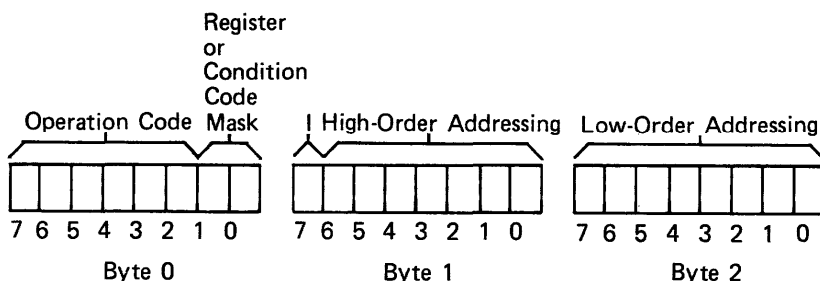 Register
or
Condition
Code
Mask
Operation Code
I High-Order Addressing
Low-Order Addressing
7 6 5 4 3 2 1 0
7 6 5 4 3 2 1 0
7 6 5 4 3 2 1 0
Byte 0
Byte 1
Byte 2